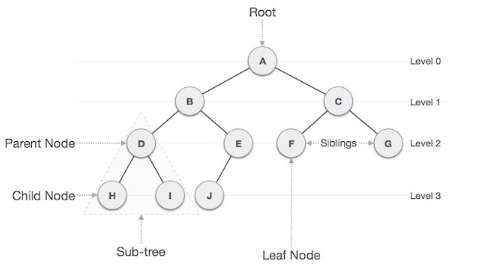 Root
A
Level 0
B
C
Level 1
Parent Node
D
E
F
Siblings
G
Level 2
Child Node
H
I
J
Level 3
Sub-tree
Leaf Node